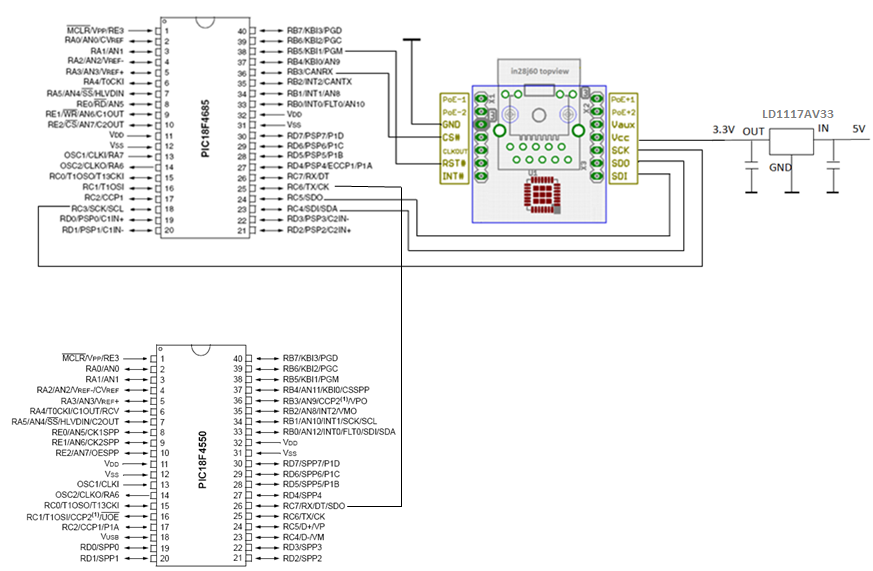 MCLR/VPP/RE3 1 40 RB7/KBI3/PGD
RA0/AN0/CVREF 2 39 RB6/KBI2/PGC
RA1/AN1 3 38 RB5/KBI1/PGM
RA2/AN2/VREF- 4 37 RB4/KBI0/AN9
RA3/AN3/VREF+ 5 36 RB3/CANRX
RA4/T0CKI 6 35 RB2/INT2/CANTX
RA5/AN4/SS/HLVDIN 7 34 RB1/INT1/AN8
RE0/RD/AN5 8 33 RB0/INT0/FLT0/AN10
RE1/WR/AN6/C1OUT 9 32 VDD
RE2/CS/AN7/C2OUT 10 31 VSS
VDD 11 30 RD7/PSP7/P1D
VSS 12 29 RD6/PSP6/P1C
OSC1/CLKI/RA7 13 28 RD5/PSP5/P1B
OSC2/CLKO/RA6 14 27 RD4/PSP4/ECCP1/P1A
RC0/T1OSO/T13CKI 15 26 RC7/RX/DT
RC1/T1OSI 16 25 RC6/TX/CK
RC2/CCP1 17 24 RC5/SDO
RC3/SCK/SCL 18 23 RC4/SDI/SDA
RD0/PSP0/C1IN+ 19 22 RD3/PSP3/C2IN-
RD1/PSP1/C1IN- 20 21 RD2/PSP2/C2IN+
PIC18F4685
in28j60 topview
PoE-1
PoE-2
GND
CS#
CLKOUT
RST#
INT#
X1
X2
X3
U1
PoE+1
PoE+2
Vaux
Vcc
SCK
SDO
SDI
LD1117AV33
3.3V OUT IN 5V
GND
MCLR/VPP/RE3 1 40 RB7/KBI3/PGD
RA0/AN0 2 39 RB6/KBI2/PGC
RA1/AN1 3 38 RB5/KBI1/PGM
RA2/AN2/VREF-/CVREF 4 37 RB4/AN11/KBI0/CSSPP
RA3/AN3/VREF+ 5 36 RB3/AN9/CCP2(1)/VPO
RA4/T0CKI/C1OUT/RCV 6 35 RB2/AN8/INT2/VMO
RA5/AN4/SS/HLVDIN/C2OUT 7 34 RB1/AN10/INT1/SCK/SCL
RE0/AN5/CK1SPP 8 33 RB0/AN12/INT0/FLT0/SDI/SDA
RE1/AN6/CK2SPP 9 32 VDD
RE2/AN7/OESPP 10 31 VSS
VDD 11 30 RD7/SPP7/P1D
VSS 12 29 RD6/SPP6/P1C
OSC1/CLKI 13 28 RD5/SPP5/P1B
OSC2/CLKO/RA6 14 27 RD4/SPP4
RC0/T1OSO/T13CKI 15 26 RC7/RX/DT/SDO
RC1/T1OSI/CCP2(1)/UOE 16 25 RC6/TX/CK
RC2/CCP1/P1A 17 24 RC5/D+/VP
VUSB 18 23 RC4/D-/VM
RD0/SPP0 19 22 RD3/SPP3
RD1/SPP1 20 21 RD2/SPP2
PIC18F4550